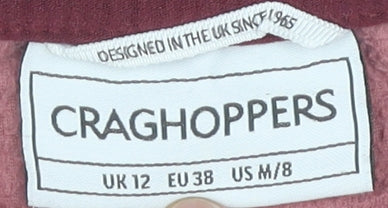 DESIGNED IN THE UK SINCE 1965
CRAGHOPPERS
UK 12 EU 38 US M/8